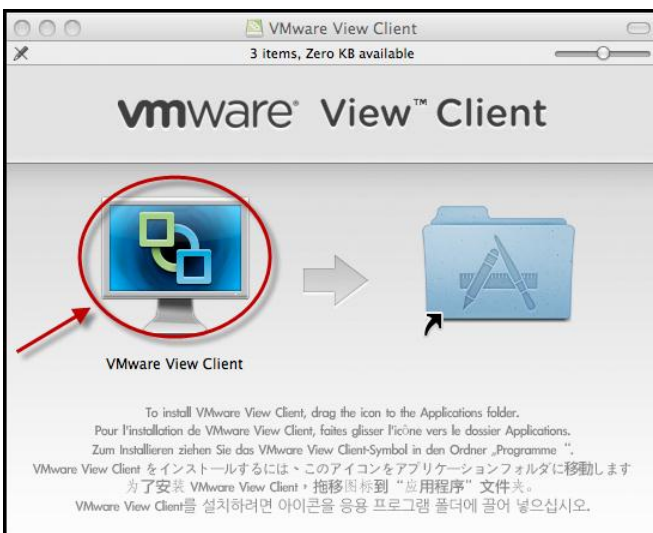 VMware View Client
3 items, Zero KB available
vmware® View™ Client
VMware View Client
To install VMware View Client, drag the icon to the Applications folder.
Pour l'installation de VMware View Client, faites glisser l'icône vers le dossier Applications.
Zum Installieren ziehen Sie das VMware View Client-Symbol in den Ordner „Programme “.
VMware View Client をインストールするには、このアイコンをアプリケーションフォルダに移動します
为了安装 VMware View Client，拖移图标到“应用程序”文件夹。
VMware View Client를 설치하려면 아이콘을 응용 프로그램 폴더에 끌어 넣으십시오.